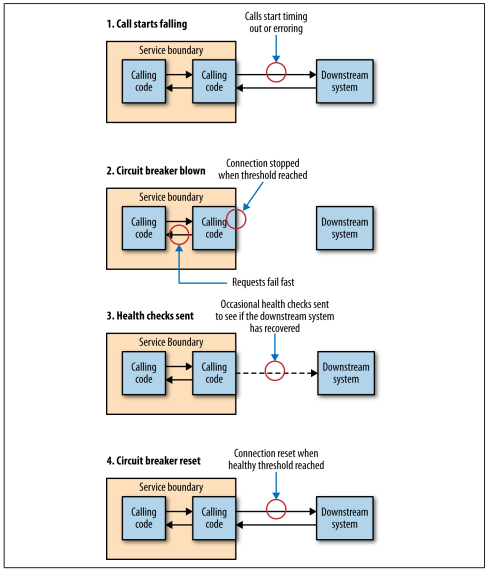 1. Call starts falling
Calls start timing
out or erroring
Service boundary
Calling
code
Calling
code
Downstream
system
2. Circuit breaker blown
Connection stopped
when threshold reached
Service boundary
Calling
code
Calling
code
Downstream
system
Requests fail fast
3. Health checks sent
Occasional health checks sent
to see if the downstream system
has recovered
Service Boundary
Calling
code
Calling
code
Downstream
system
4. Circuit breaker reset
Connection reset when
healthy threshold reached
Service boundary
Calling
code
Calling
code
Downstream
system